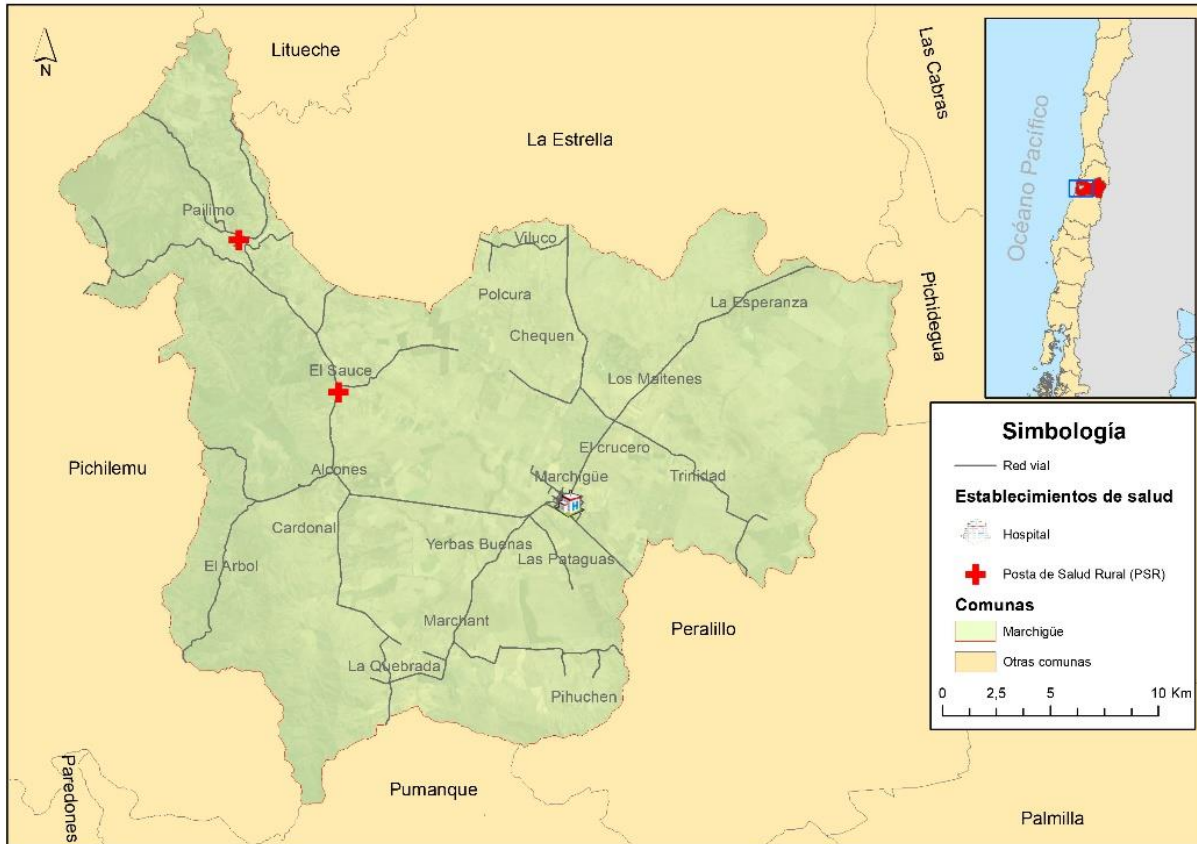 Litueche
Las Cabras
N
La Estrella
Océano Pacífico
Pailimo
Viluco
Polcura
La Esperanza
Chequen
Pichidegua
El Sauce
Los Maitenes
Simbología
Red vial
Establecimientos de salud
Hospital
Posta de Salud Rural (PSR)
Comunas
Marchigüe
Otras comunas
0 2,5 5 10 Km
El crucero
Pichilemu
Alcones
Marchigüe
Trinidad
H
Cardonal
Yerbas Buenas
Las Pataguas
El Arbol
Marchant
Peralillo
La Quebrada
Pihuchen
Paredones
Pumanque
Palmilla